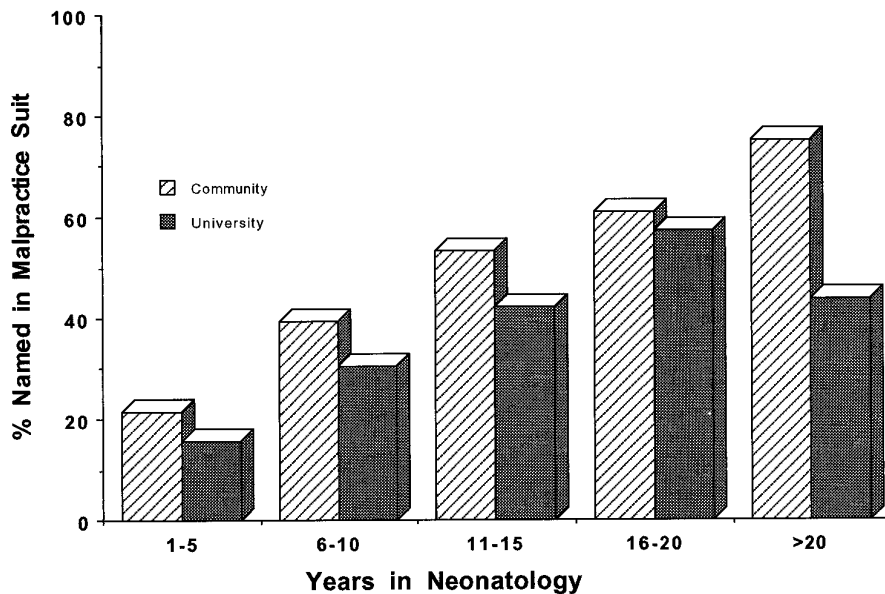 % Named in Malpractice Suit
100
80
60
40
20
0
Community
University
1-5
6-10
11-15
16-20
>20
Years in Neonatology